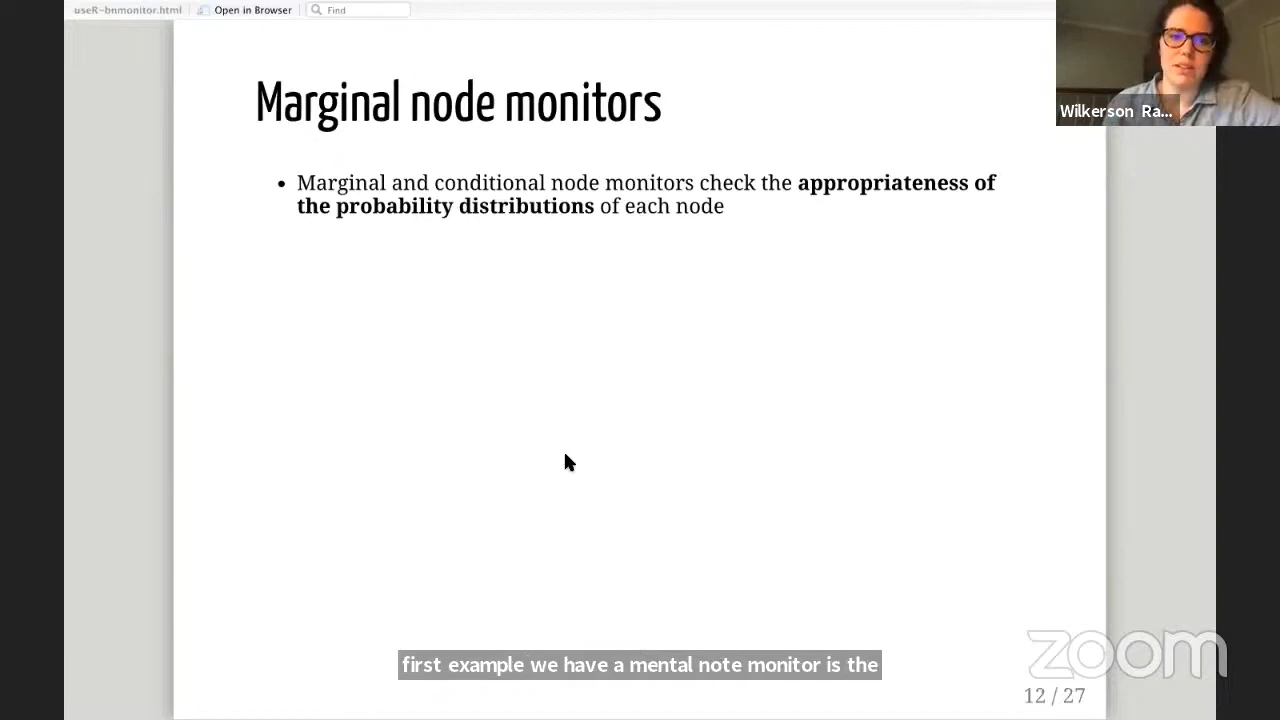 useR-bnmonitor.html
Open in Browser
Find
Marginal node monitors
Wilkerson Ra...
• Marginal and conditional node monitors check the appropriateness of
the probability distributions of each node
first example we have a mental note monitor is the
zoom
12 / 27